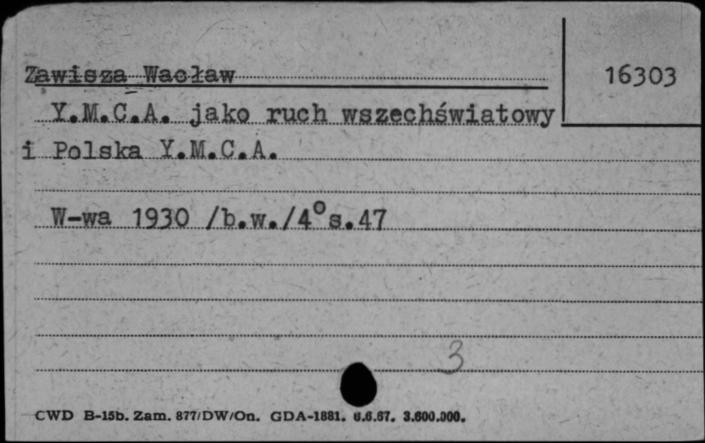 Zawisza Wacław
16303
Y.M.C.A. jako ruch wszechświatowy
i Polska Y.M.C.A.
W-wa 1930 /b.w./4° s.47
3
CWD B-15b. Zam. 877/DW/On. GDA-1881. 6.6.67. 3.600.000.